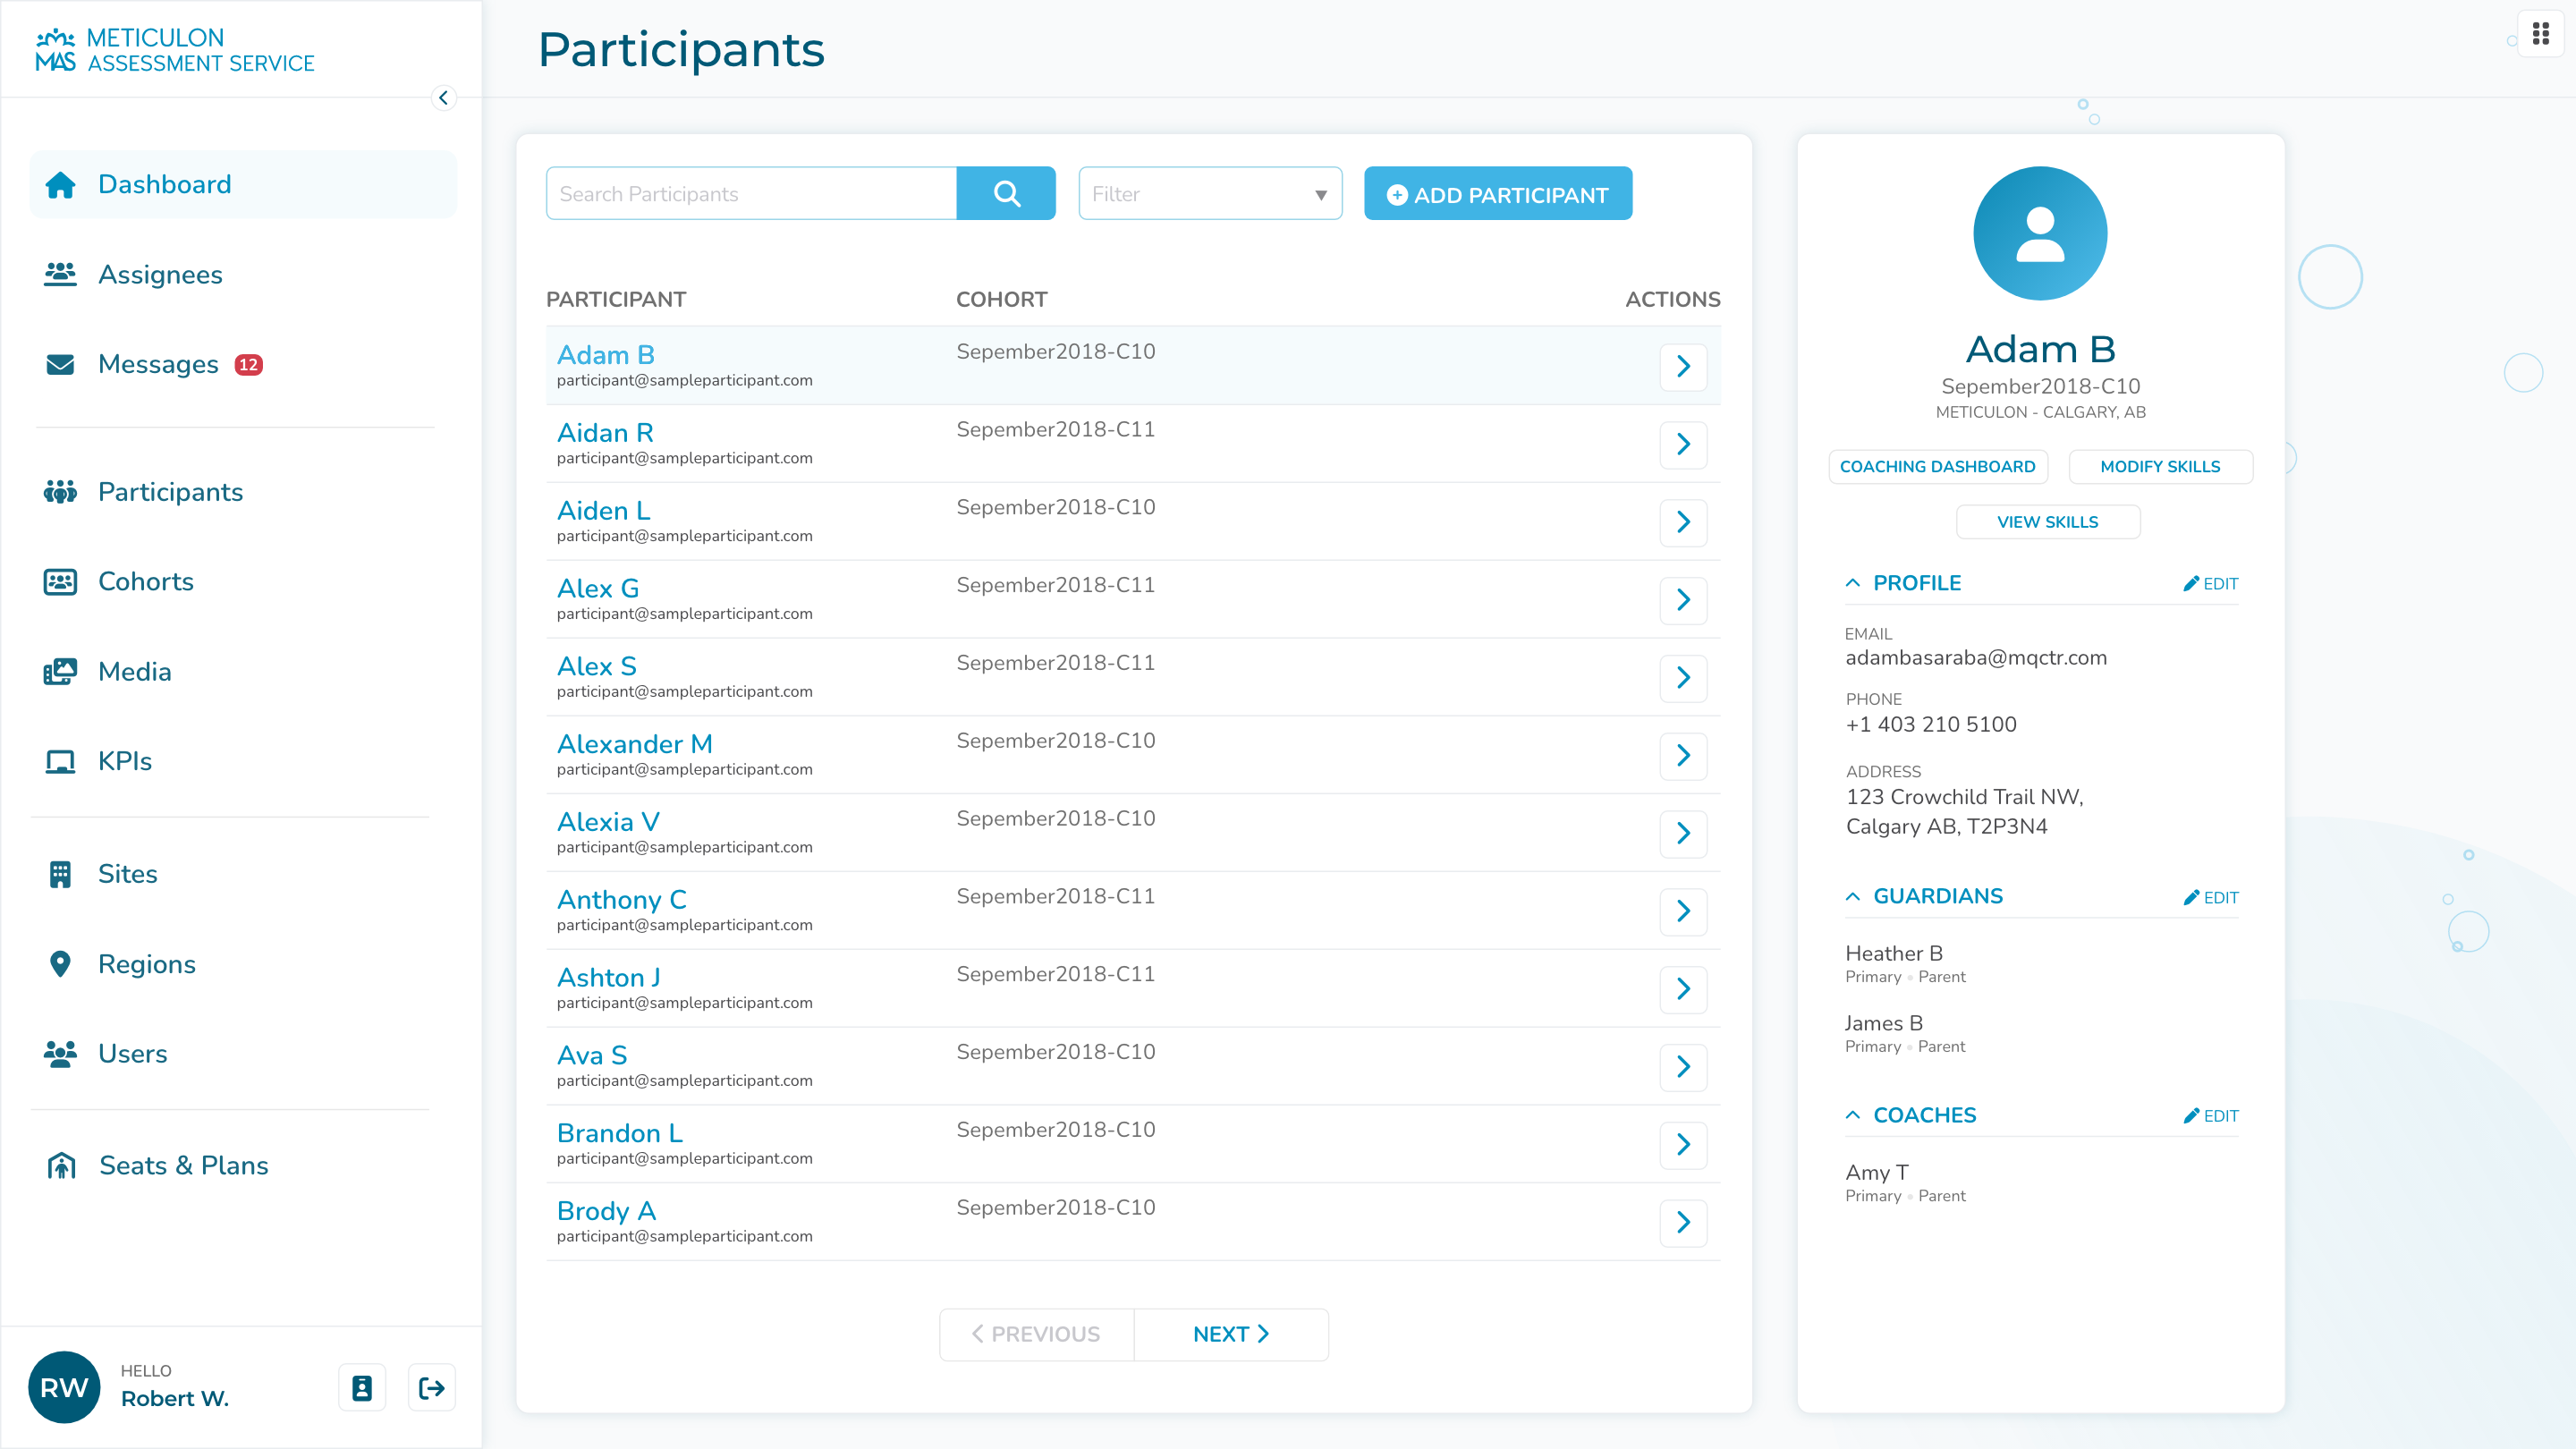 METICULON
MAS ASSESSMENT SERVICE
Participants
Dashboard
Assignees
Messages 12
Participants
Cohorts
Media
KPIs
Sites
Regions
Users
Seats & Plans
RW
HELLO
Robert W.
Search Participants
Filter
ADD PARTICIPANT
PARTICIPANT COHORT ACTIONS
Adam B Sepember2018-C10
participant@sampleparticipant.com
Aidan R Sepember2018-C11
participant@sampleparticipant.com
Aiden L Sepember2018-C10
participant@sampleparticipant.com
Alex G Sepember2018-C11
participant@sampleparticipant.com
Alex S Sepember2018-C11
participant@sampleparticipant.com
Alexander M Sepember2018-C10
participant@sampleparticipant.com
Alexia V Sepember2018-C10
participant@sampleparticipant.com
Anthony C Sepember2018-C11
participant@sampleparticipant.com
Ashton J Sepember2018-C11
participant@sampleparticipant.com
Ava S Sepember2018-C10
participant@sampleparticipant.com
Brandon L Sepember2018-C10
participant@sampleparticipant.com
Brody A Sepember2018-C10
participant@sampleparticipant.com
PREVIOUS NEXT
Adam B
Sepember2018-C10
METICULON - CALGARY, AB
COACHING DASHBOARD MODIFY SKILLS
VIEW SKILLS
PROFILE EDIT
EMAIL
adambasaraba@mqctr.com
PHONE
+1 403 210 5100
ADDRESS
123 Crowchild Trail NW,
Calgary AB, T2P3N4
GUARDIANS EDIT
Heather B
Primary • Parent
James B
Primary • Parent
COACHES EDIT
Amy T
Primary • Parent